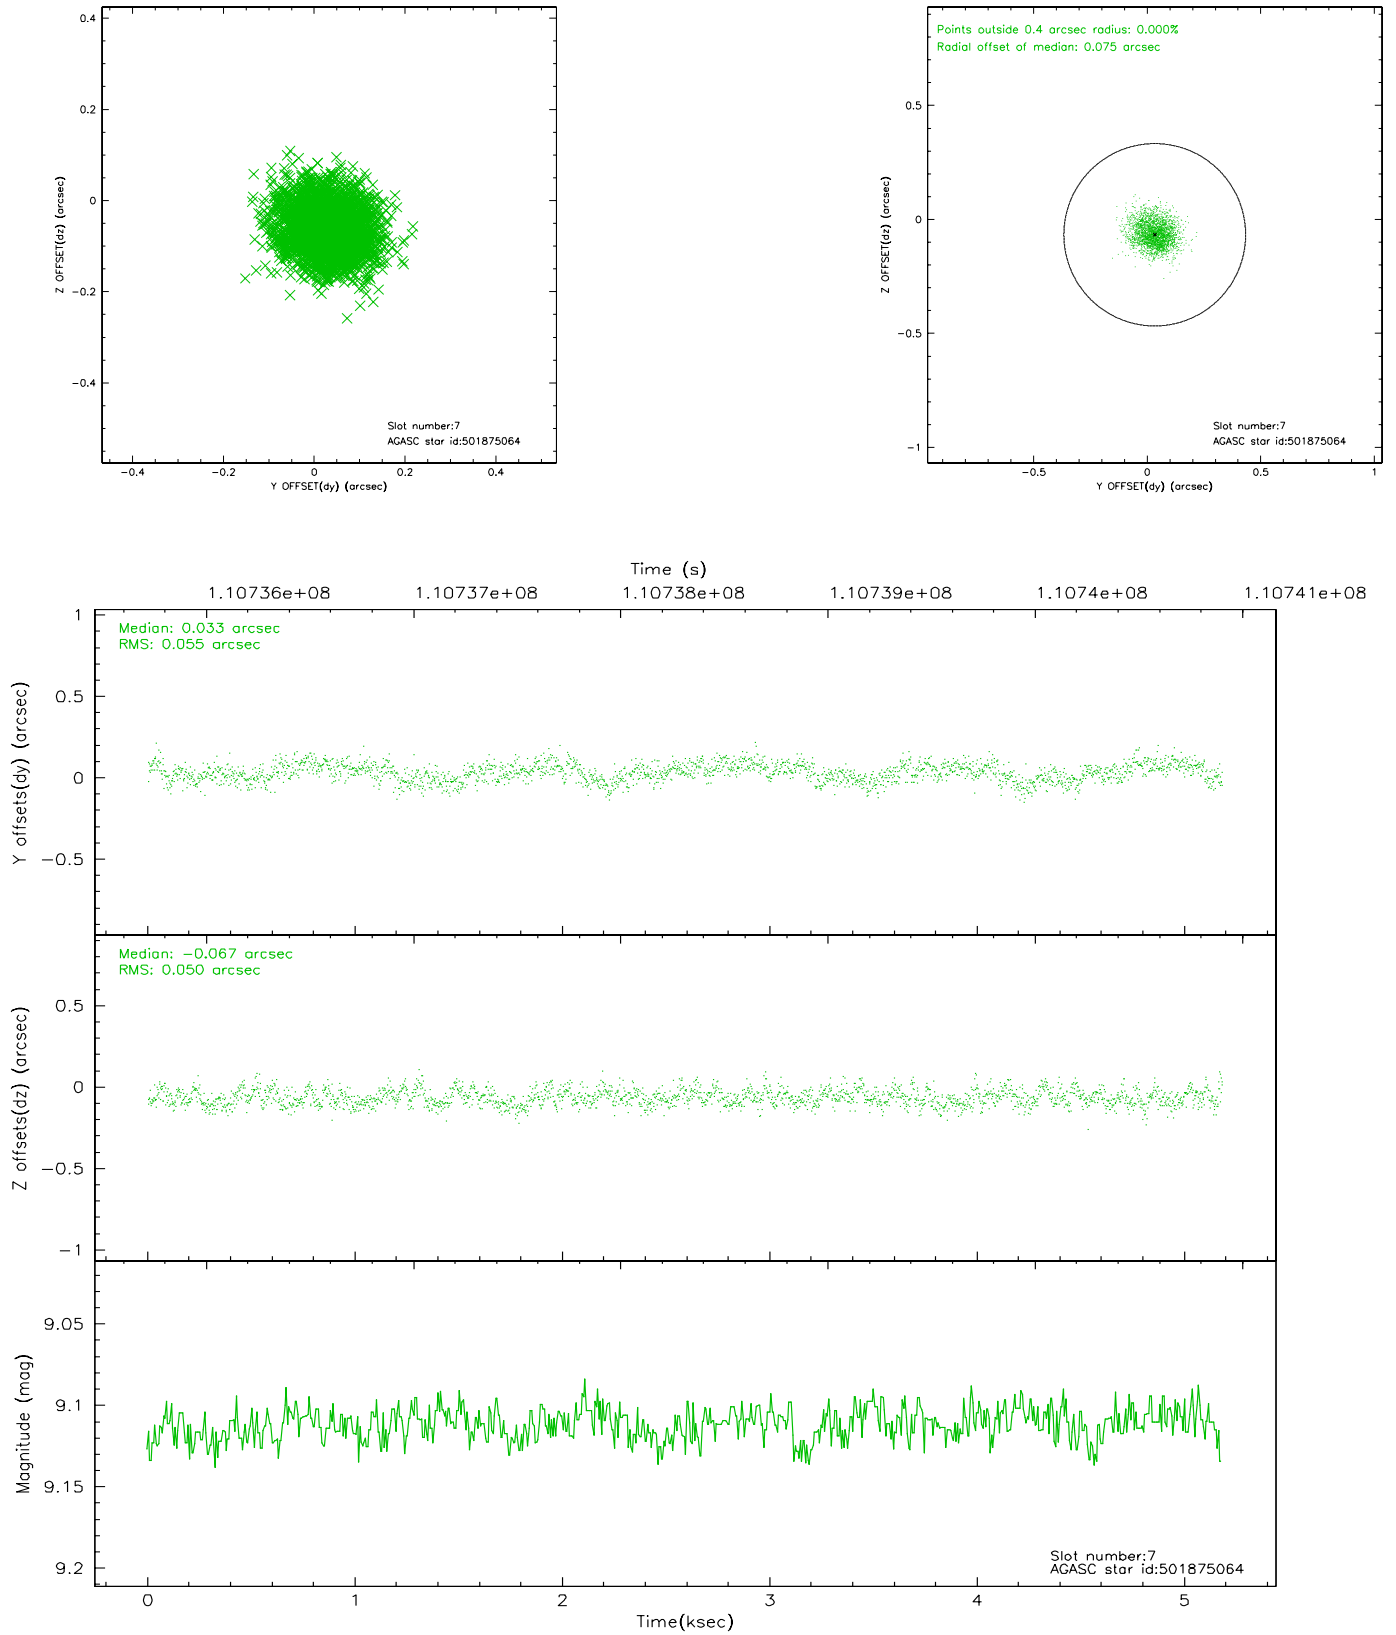 0.4
0.2
0
−0.2
−0.4
Z OFFSET(dz) (arcsec)
Slot number:7
AGASC star id:501875064
−0.4 −0.2 0 0.2 0.4
Y OFFSET(dy) (arcsec)
Points outside 0.4 arcsec radius: 0.000%
Radial offset of median: 0.075 arcsec
0.5
0
−0.5
−1
Z OFFSET(dz) (arcsec)
Slot number:7
AGASC star id:501875064
−0.5 0 0.5 1
Y OFFSET(dy) (arcsec)
Time (s)
1.10736e+08 1.10737e+08 1.10738e+08 1.10739e+08 1.1074e+08 1.10741e+08
Median: 0.033 arcsec
RMS: 0.055 arcsec
1
0.5
0
−0.5
Y offsets(dy) (arcsec)
Median: −0.067 arcsec
RMS: 0.050 arcsec
0.5
0
−0.5
−1
Z offsets(dz) (arcsec)
9.05
9.1
9.15
9.2
Magnitude (mag)
Slot number:7
AGASC star id:501875064
0 1 2 3 4 5
Time(ksec)